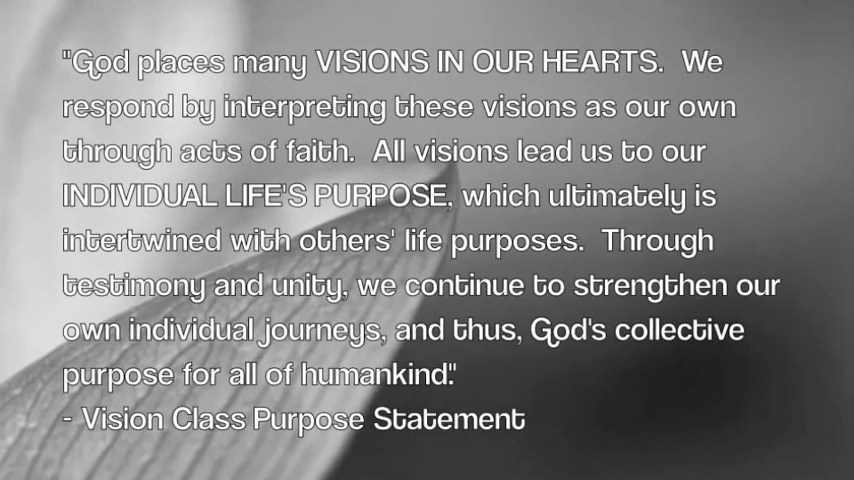 "God places many VISIONS IN OUR HEARTS.  We
respond by interpreting these visions as our own
through acts of faith.  All visions lead us to our
INDIVIDUAL LIFE'S PURPOSE, which ultimately is
intertwined with others' life purposes.  Through
testimony and unity, we continue to strengthen our
own individual journeys, and thus, God's collective
purpose for all of humankind."
- Vision Class Purpose Statement